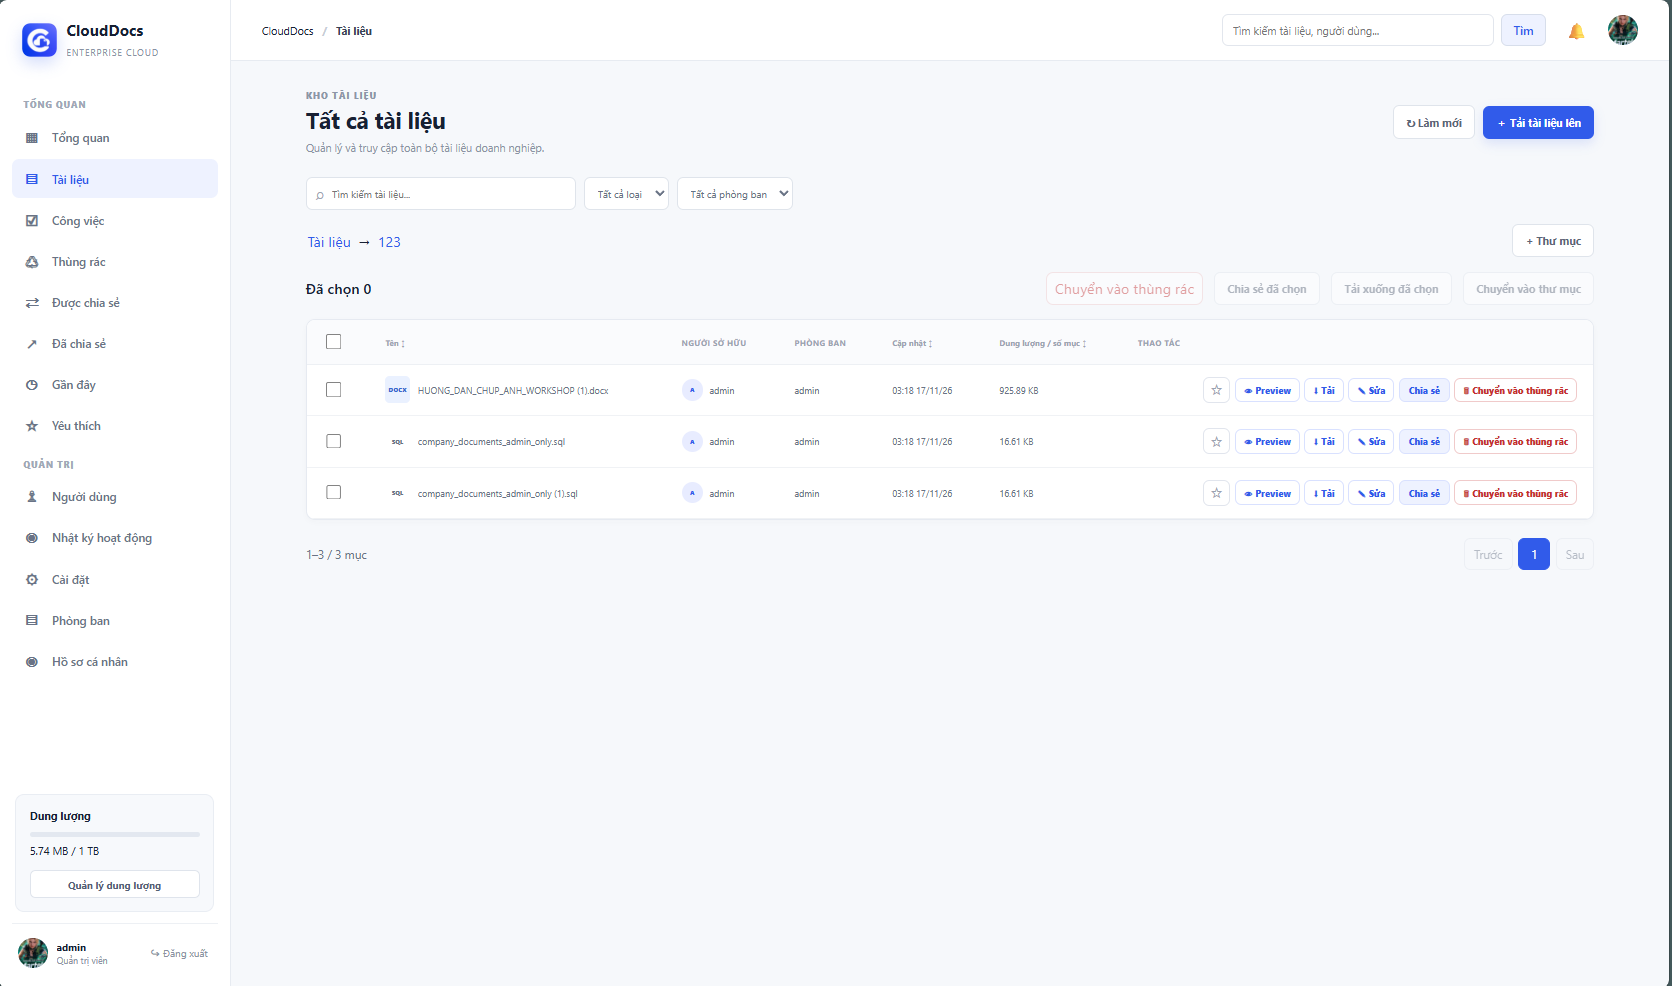 CloudDocs
ENTERPRISE CLOUD
TỔNG QUAN
Tổng quan
Tài liệu
Công việc
Thùng rác
Được chia sẻ
Đã chia sẻ
Gần đây
Yêu thích
QUẢN TRỊ
Người dùng
Nhật ký hoạt động
Cài đặt
Phòng ban
Hồ sơ cá nhân
Dung lượng
5.74 MB / 1 TB
Quản lý dung lượng
admin
Quản trị viên
Đăng xuất
CloudDocs / Tài liệu
Tìm kiếm tài liệu, người dùng...
Tìm
KHO TÀI LIỆU
Tất cả tài liệu
Quản lý và truy cập toàn bộ tài liệu doanh nghiệp.
↻ Làm mới
+ Tải tài liệu lên
Tìm kiếm tài liệu...
Tất cả loại
Tất cả phòng ban
Tài liệu → 123
+ Thư mục
Đã chọn 0
Chuyển vào thùng rác
Chia sẻ đã chọn
Tải xuống đã chọn
Chuyển vào thư mục
Tên ↕ NGƯỜI SỞ HỮU PHÒNG BAN Cập nhật ↕ Dung lượng / số mục ↕ THAO TÁC
DOCX HUONG_DAN_CHUP_ANH_WORKSHOP (1).docx A admin admin 03:18 17/11/26 925.89 KB ☆ Preview ⬇ Tải Sửa Chia sẻ Chuyển vào thùng rác
SQL company_documents_admin_only.sql A admin admin 03:18 17/11/26 16.61 KB ☆ Preview ⬇ Tải Sửa Chia sẻ Chuyển vào thùng rác
SQL company_documents_admin_only (1).sql A admin admin 03:18 17/11/26 16.61 KB ☆ Preview ⬇ Tải Sửa Chia sẻ Chuyển vào thùng rác
1–3 / 3 mục
Trước 1 Sau